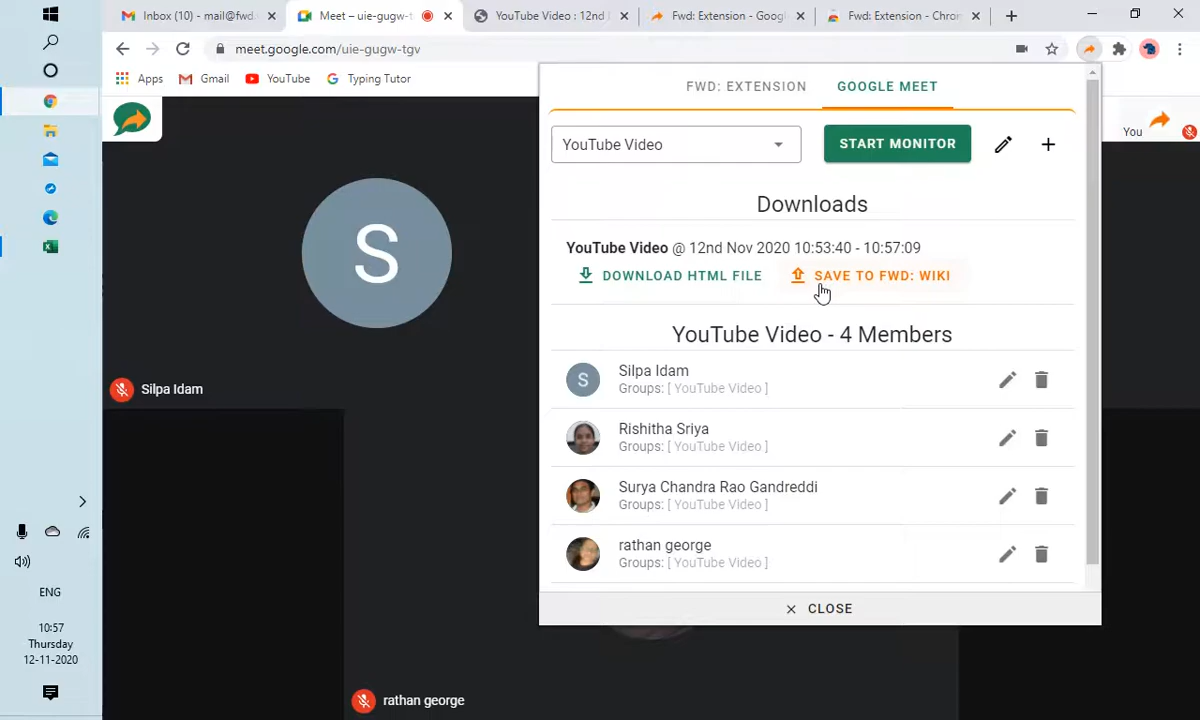 Inbox (10) - mail@fwd.
Meet – uie-gugw-
YouTube Video : 12nd
Fwd: Extension - Goog
Fwd: Extension - Chron
meet.google.com/uie-gugw-tgv
Apps
Gmail
YouTube
Typing Tutor
FWD: EXTENSION
GOOGLE MEET
YouTube Video
START MONITOR
You
Downloads
YouTube Video @ 12nd Nov 2020 10:53:40 - 10:57:09
DOWNLOAD HTML FILE
SAVE TO FWD: WIKI
YouTube Video - 4 Members
S
Silpa Idam
Groups: [ YouTube Video ]
Rishitha Sriya
Groups: [ YouTube Video ]
Surya Chandra Rao Gandreddi
Groups: [ YouTube Video ]
rathan george
Groups: [ YouTube Video ]
CLOSE
S
Silpa Idam
rathan george
ENG
10:57
Thursday
12-11-2020